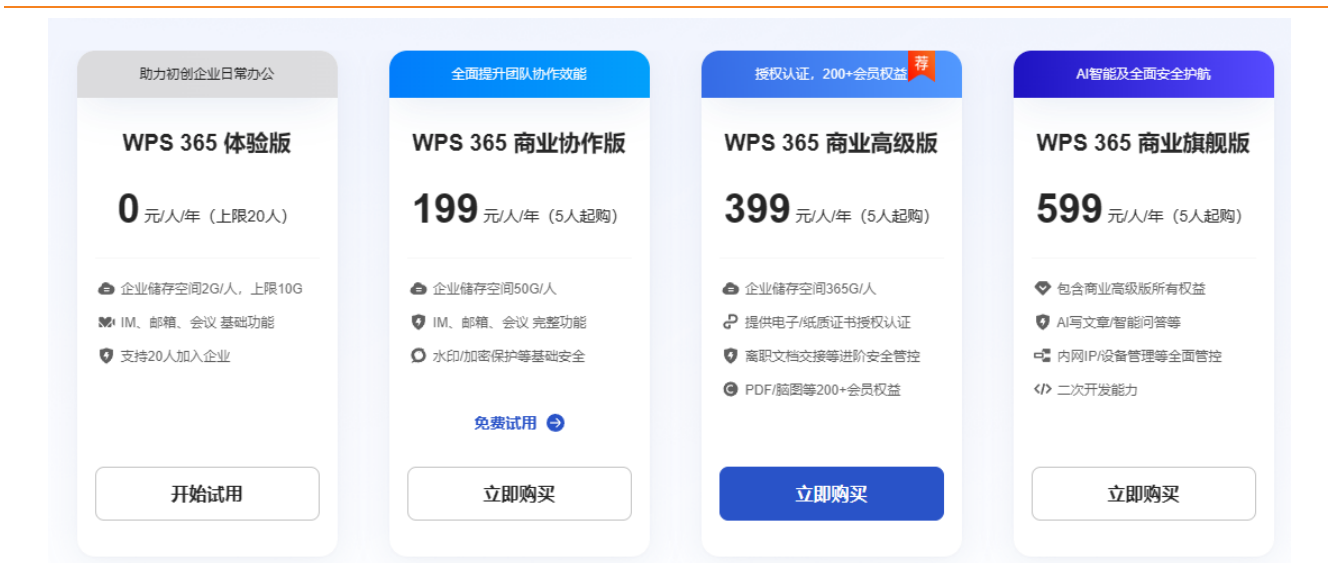 助力初创企业日常办公
WPS 365 体验版
0 元/人/年（上限20人）
企业储存空间2G/人，上限10G
IM、邮箱、会议 基础功能
支持20人加入企业
开始试用
全面提升团队协作效能
WPS 365 商业协作版
199 元/人/年（5人起购）
企业储存空间50G/人
IM、邮箱、会议 完整功能
水印/加密保护等基础安全
免费试用
立即购买
授权认证，200+会员权益
荐
WPS 365 商业高级版
399 元/人/年（5人起购）
企业储存空间365G/人
提供电子/纸质证书授权认证
离职文档交接等进阶安全管控
PDF/脑图等200+会员权益
立即购买
AI智能及全面安全护航
WPS 365 商业旗舰版
599 元/人/年（5人起购）
包含商业高级版所有权益
AI写文章/智能问答等
内网IP/设备管理等全面管控
二次开发能力
立即购买